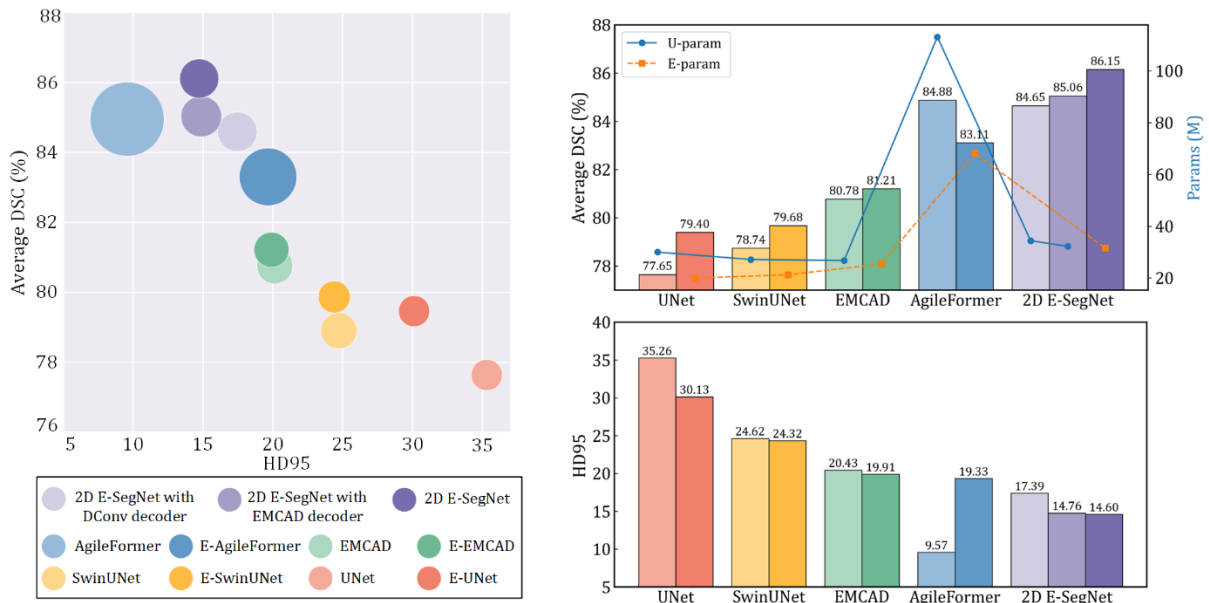 88
86
84
82
80
78
76
Average DSC (%)
5 10 15 20 25 30 35
HD95
2D E-SegNet with DConv decoder
2D E-SegNet with EMCAD decoder
2D E-SegNet
AgileFormer
E-AgileFormer
EMCAD
E-EMCAD
SwinUNet
E-SwinUNet
UNet
E-UNet
88
86
84
82
80
78
Average DSC (%)
U-param
E-param
77.65
79.40
78.74
79.68
80.78
81.21
84.88
83.11
84.65
85.06
86.15
100
80
60
40
20
Params (M)
UNet SwinUNet EMCAD AgileFormer 2D E-SegNet
40
35
30
25
20
15
10
5
HD95
35.26
30.13
24.62
24.32
20.43
19.91
9.57
19.33
17.39
14.76
14.60
UNet SwinUNet EMCAD AgileFormer 2D E-SegNet